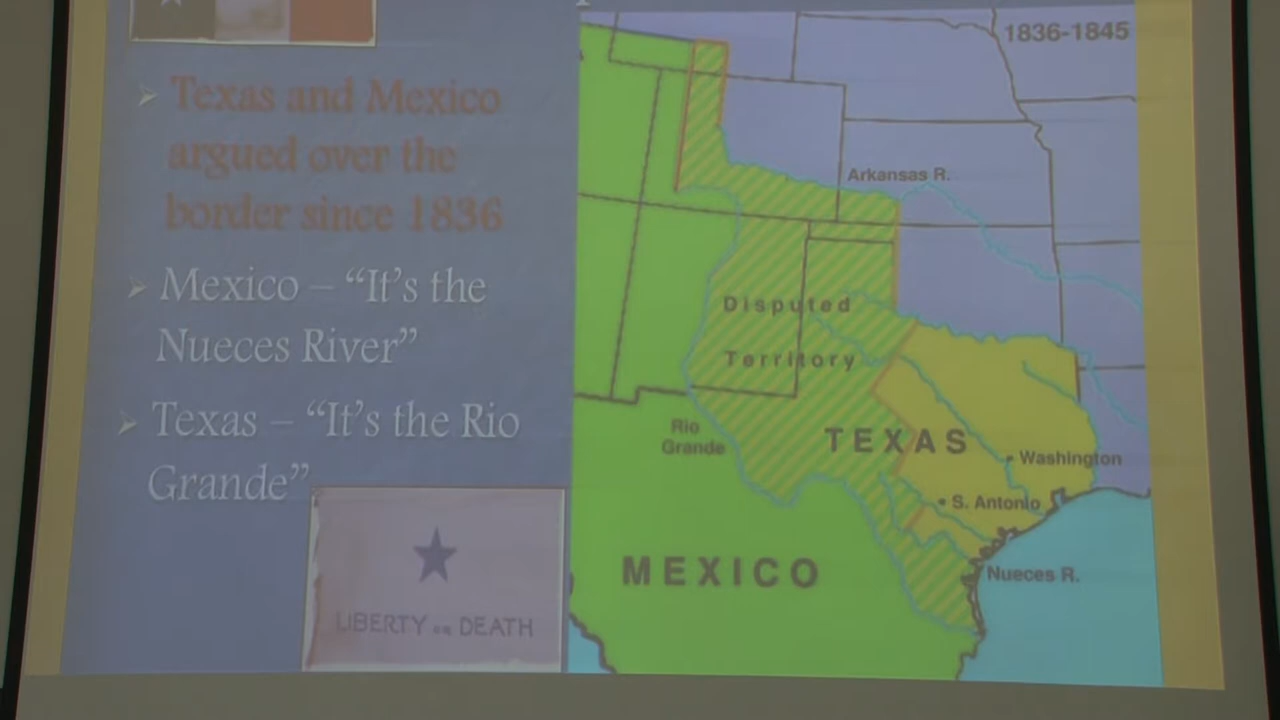 Texas and Mexico
argued over the
border since 1836
Mexico – “It’s the
Nueces River”
Texas – “It’s the Rio
Grande”
LIBERTY OR DEATH
1836-1845
Arkansas R.
Disputed
Territory
Rio
Grande
TEXAS
Washington
S. Antonio
MEXICO
Nueces R.